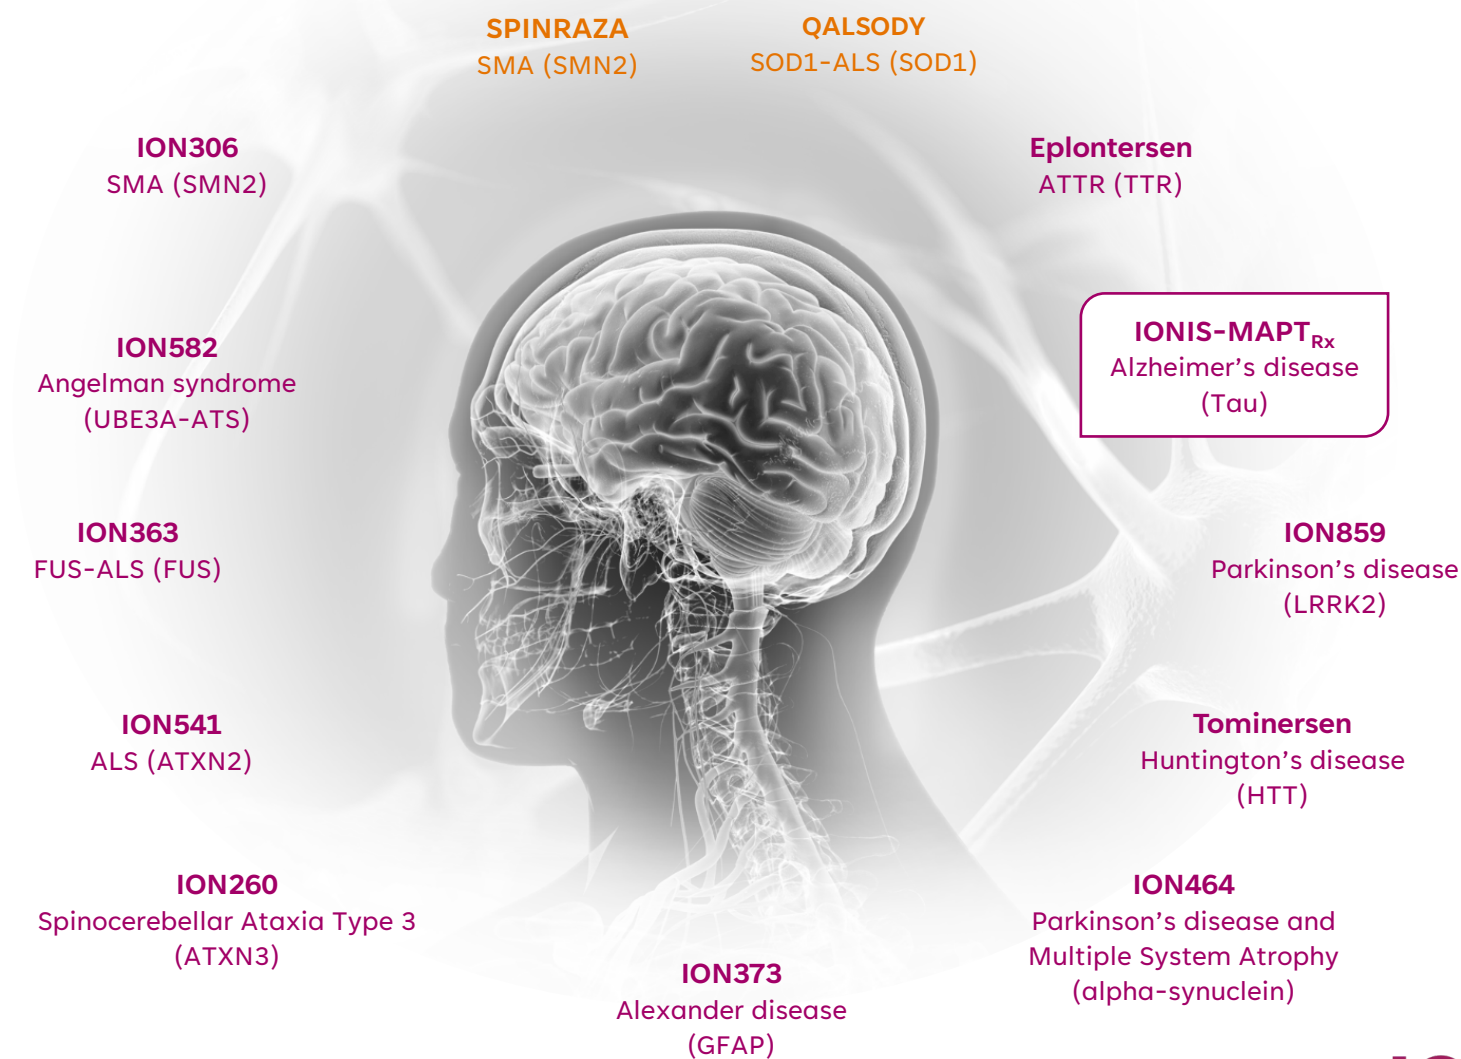 SPINRAZA
SMA (SMN2)
QALSODY
SOD1-ALS (SOD1)
ION306
SMA (SMN2)
Eplontersen
ATTR (TTR)
IONIS-MAPTRx
Alzheimer’s disease
(Tau)
ION582
Angelman syndrome
(UBE3A-ATS)
ION363
FUS-ALS (FUS)
ION859
Parkinson’s disease
(LRRK2)
ION541
ALS (ATXN2)
Tominersen
Huntington’s disease
(HTT)
ION260
Spinocerebellar Ataxia Type 3
(ATXN3)
ION464
Parkinson’s disease and
Multiple System Atrophy
(alpha-synuclein)
ION373
Alexander disease
(GFAP)